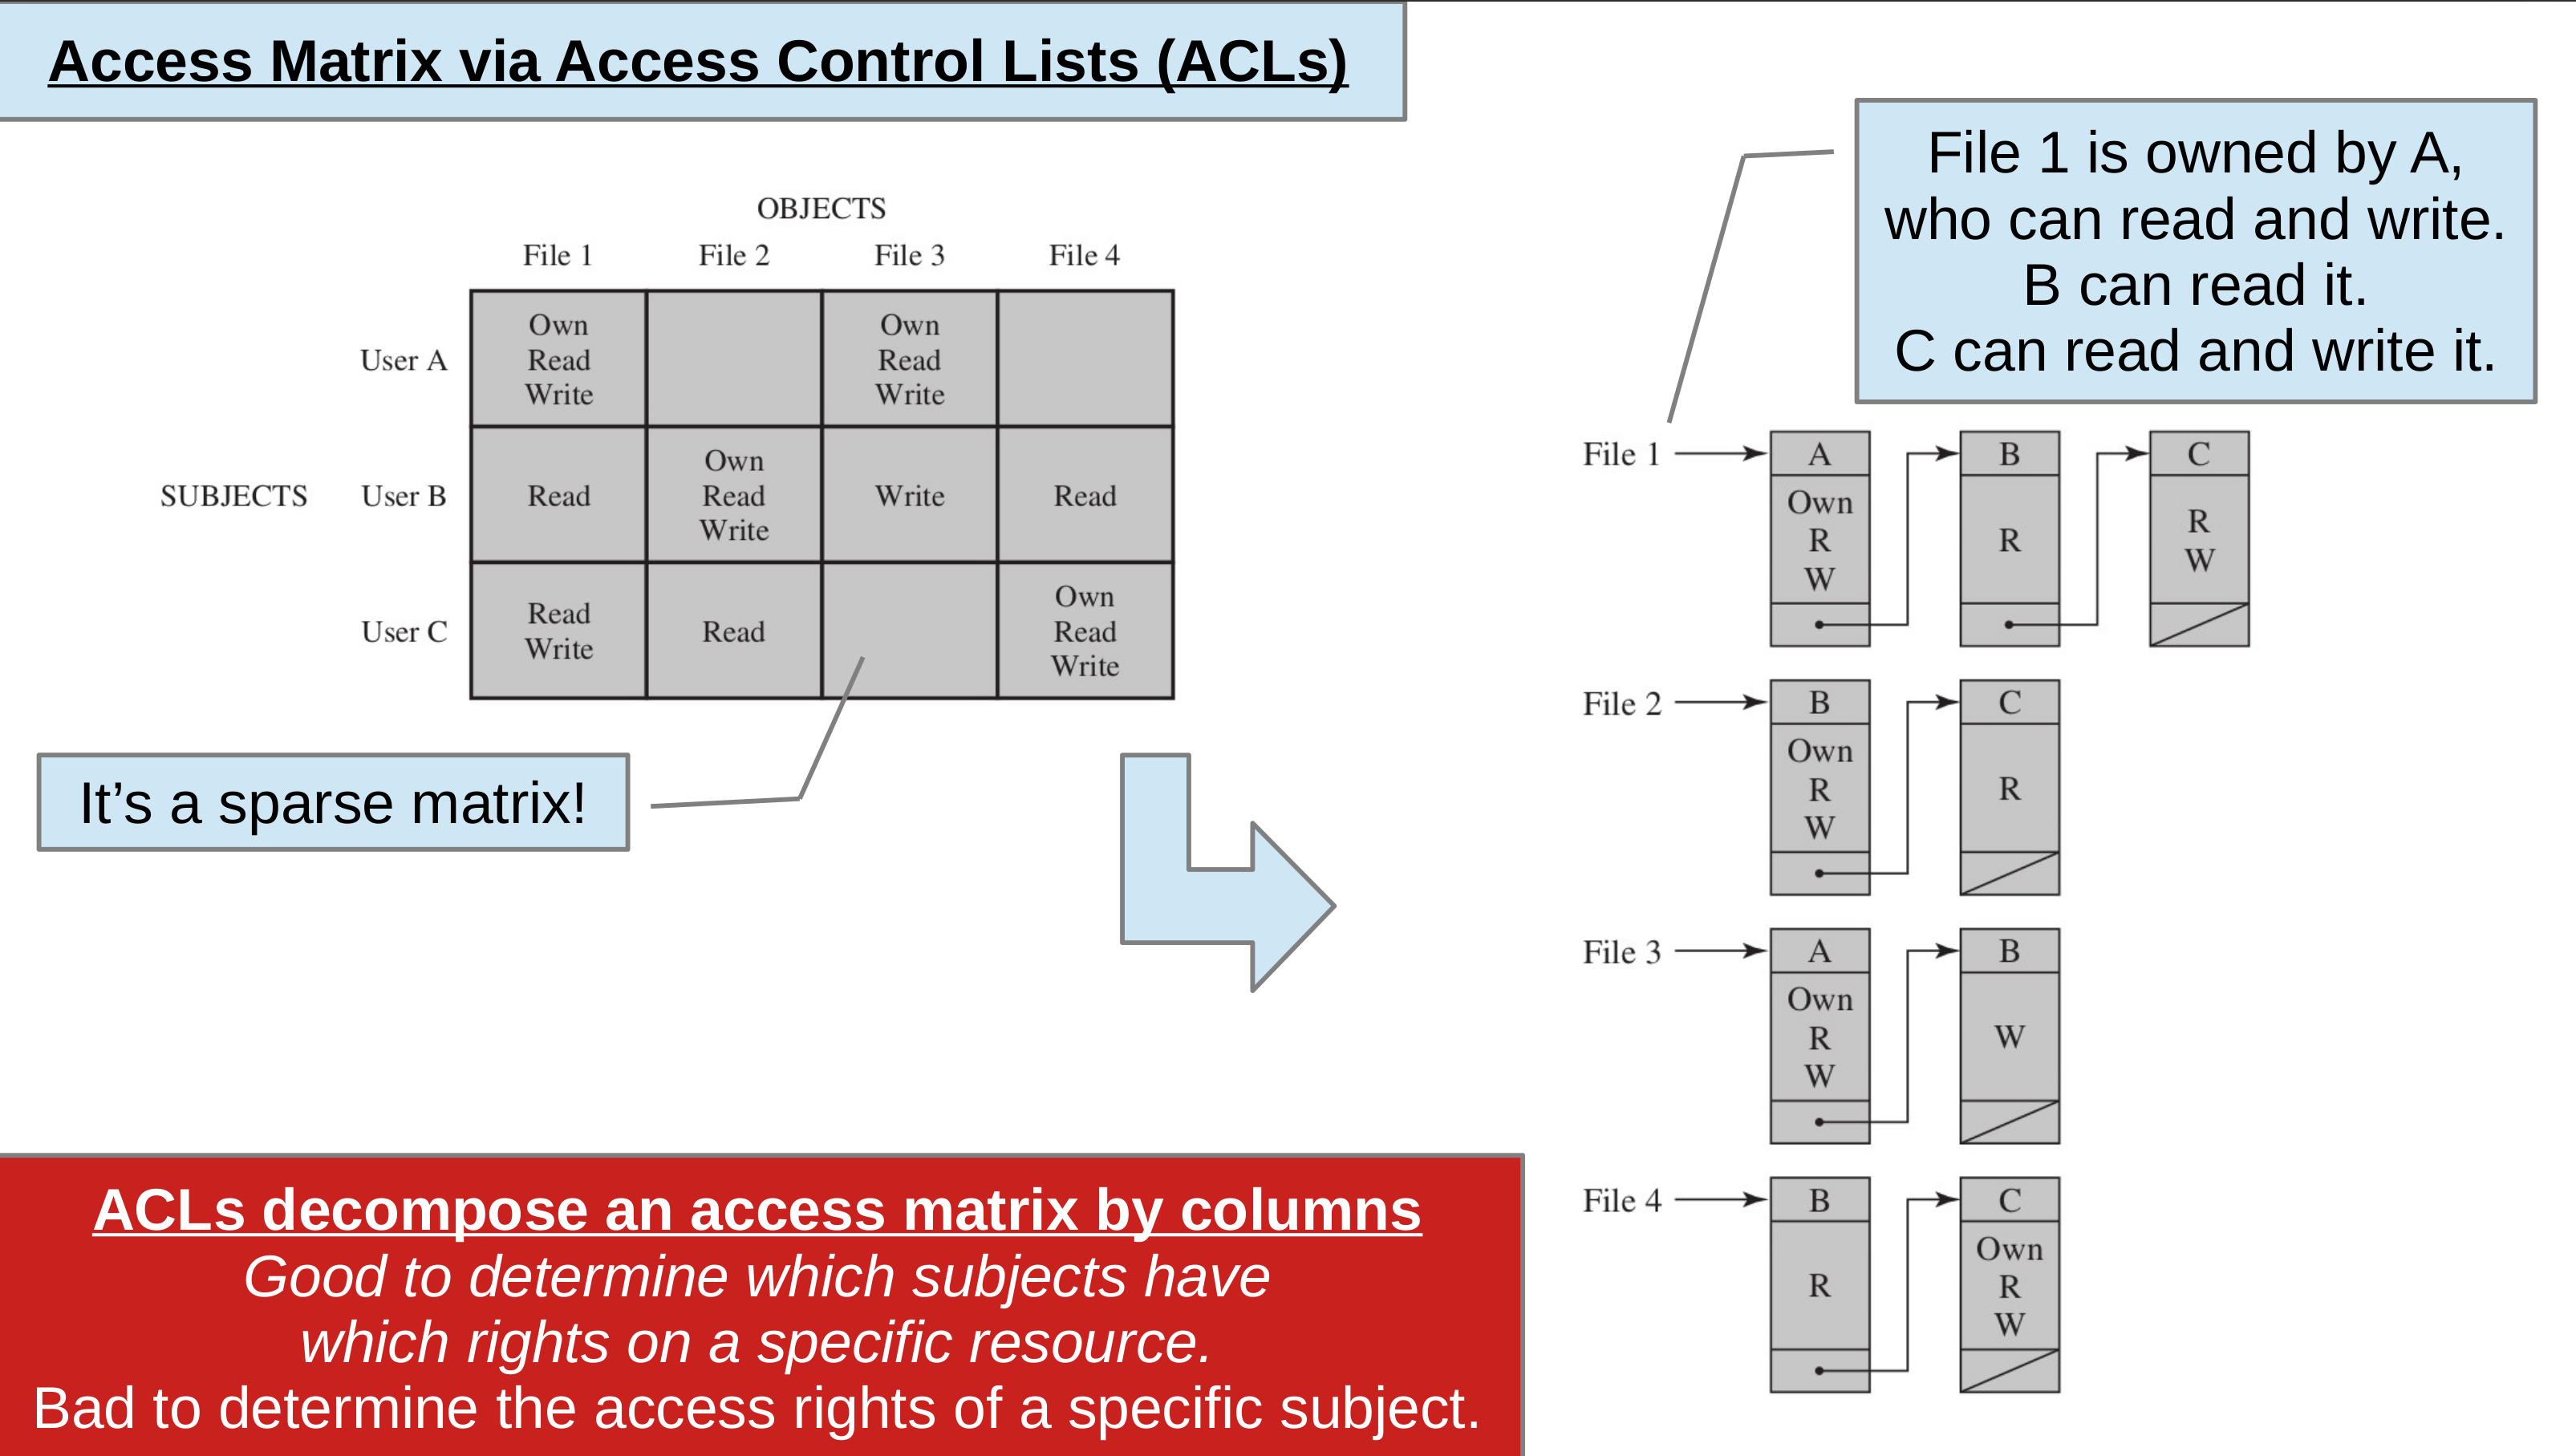 Access Matrix via Access Control Lists (ACLs)
File 1 is owned by A,
who can read and write.
B can read it.
C can read and write it.
OBJECTS
File 1 File 2 File 3 File 4
SUBJECTS
User A
Own
Read
Write
Own
Read
Write
User B
Read
Own
Read
Write
Write
Read
User C
Read
Write
Read
Own
Read
Write
It’s a sparse matrix!
File 1
A
Own
R
W
B
R
C
R
W
File 2
B
Own
R
W
C
R
File 3
A
Own
R
W
B
W
File 4
B
R
C
Own
R
W
ACLs decompose an access matrix by columns
Good to determine which subjects have
which rights on a specific resource.
Bad to determine the access rights of a specific subject.